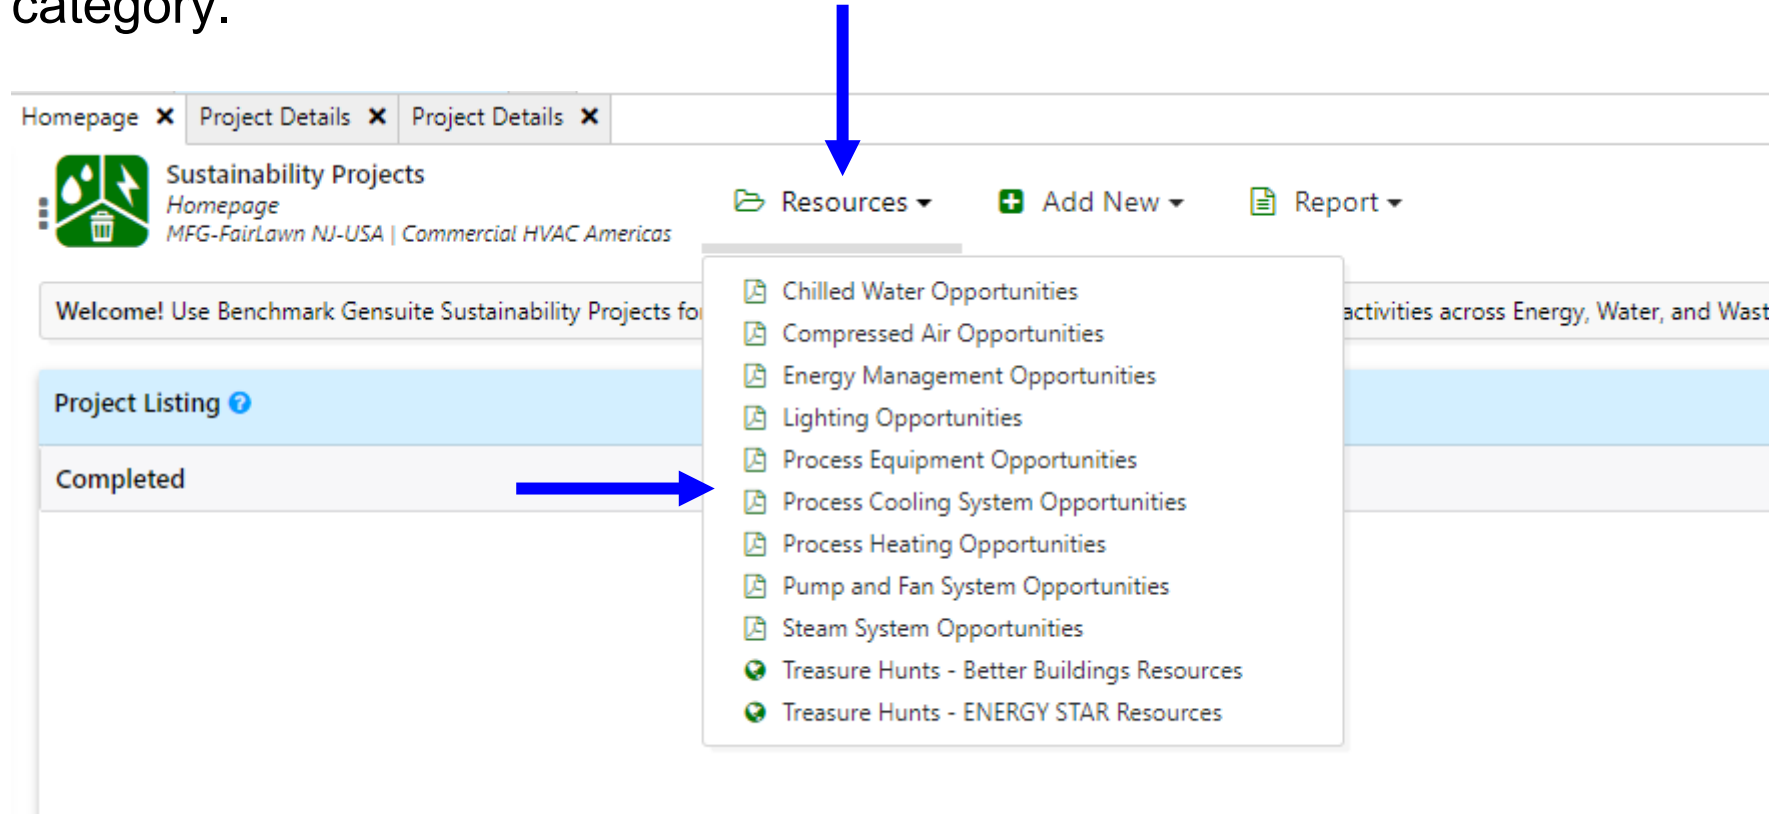 category.
Homepage ✖ Project Details ✖ Project Details ✖
Sustainability Projects
Homepage
MFG-FairLawn NJ-USA | Commercial HVAC Americas
Resources Add New Report
Welcome! Use Benchmark Gensuite Sustainability Projects for activities across Energy, Water, and Wast
Project Listing
Completed
Chilled Water Opportunities
Compressed Air Opportunities
Energy Management Opportunities
Lighting Opportunities
Process Equipment Opportunities
Process Cooling System Opportunities
Process Heating Opportunities
Pump and Fan System Opportunities
Steam System Opportunities
Treasure Hunts - Better Buildings Resources
Treasure Hunts - ENERGY STAR Resources